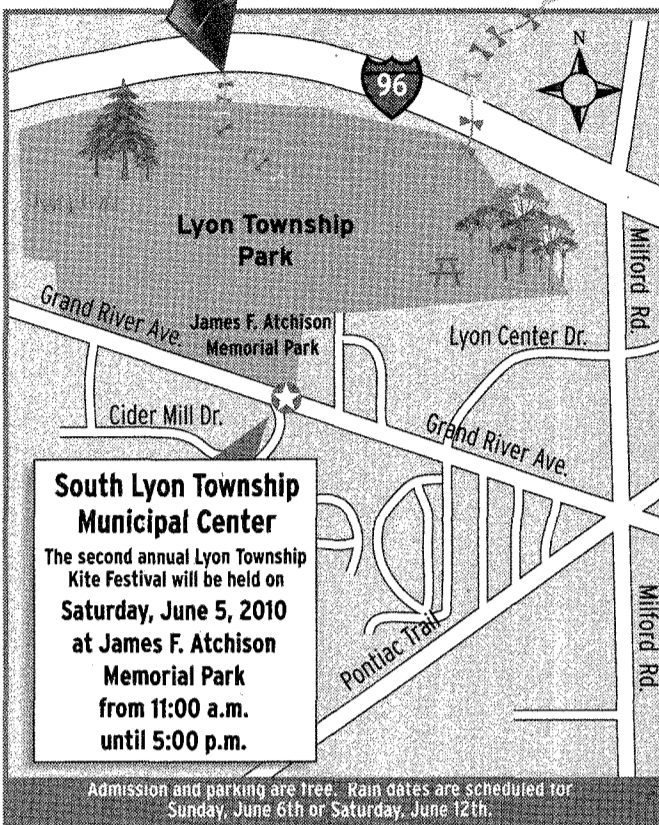 96
N
Lyon Township
Park
Milford Rd.
Grand River Ave.
James F. Atchison
Memorial Park
Lyon Center Dr.
Cider Mill Dr.
Grand River Ave.
South Lyon Township
Municipal Center
The second annual Lyon Township
Kite Festival will be held on
Saturday, June 5, 2010
at James F. Atchison
Memorial Park
from 11:00 a.m.
until 5:00 p.m.
Pontiac Trail
Milford Rd.
Admission and parking are free. Rain dates are scheduled for
Sunday, June 6th or Saturday, June 12th.